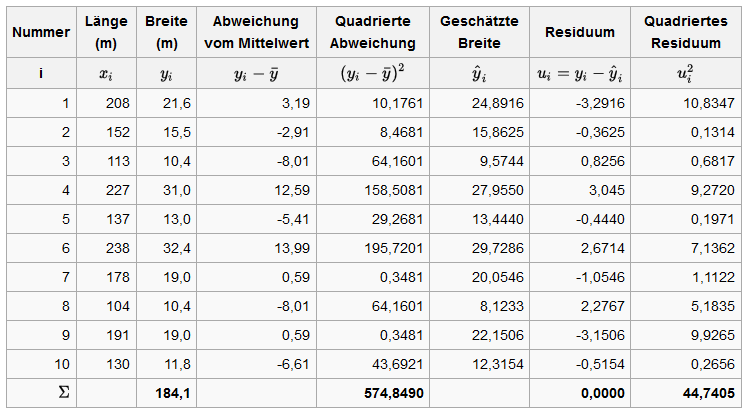 Nummer Länge (m) Breite (m) Abweichung vom Mittelwert Quadrierte Abweichung Geschätzte Breite Residuum Quadriertes Residuum
i xᵢ yᵢ yᵢ − ȳ (yᵢ − ȳ)² ŷᵢ uᵢ = yᵢ − ŷᵢ uᵢ²
1 208 21,6 3,19 10,1761 24,8916 -3,2916 10,8347
2 152 15,5 -2,91 8,4681 15,8625 -0,3625 0,1314
3 113 10,4 -8,01 64,1601 9,5744 0,8256 0,6817
4 227 31,0 12,59 158,5081 27,9550 3,045 9,2720
5 137 13,0 -5,41 29,2681 13,4440 -0,4440 0,1971
6 238 32,4 13,99 195,7201 29,7286 2,6714 7,1362
7 178 19,0 0,59 0,3481 20,0546 -1,0546 1,1122
8 104 10,4 -8,01 64,1601 8,1233 2,2767 5,1835
9 191 19,0 0,59 0,3481 22,1506 -3,1506 9,9265
10 130 11,8 -6,61 43,6921 12,3154 -0,5154 0,2656
Σ 184,1 574,8490 0,0000 44,7405